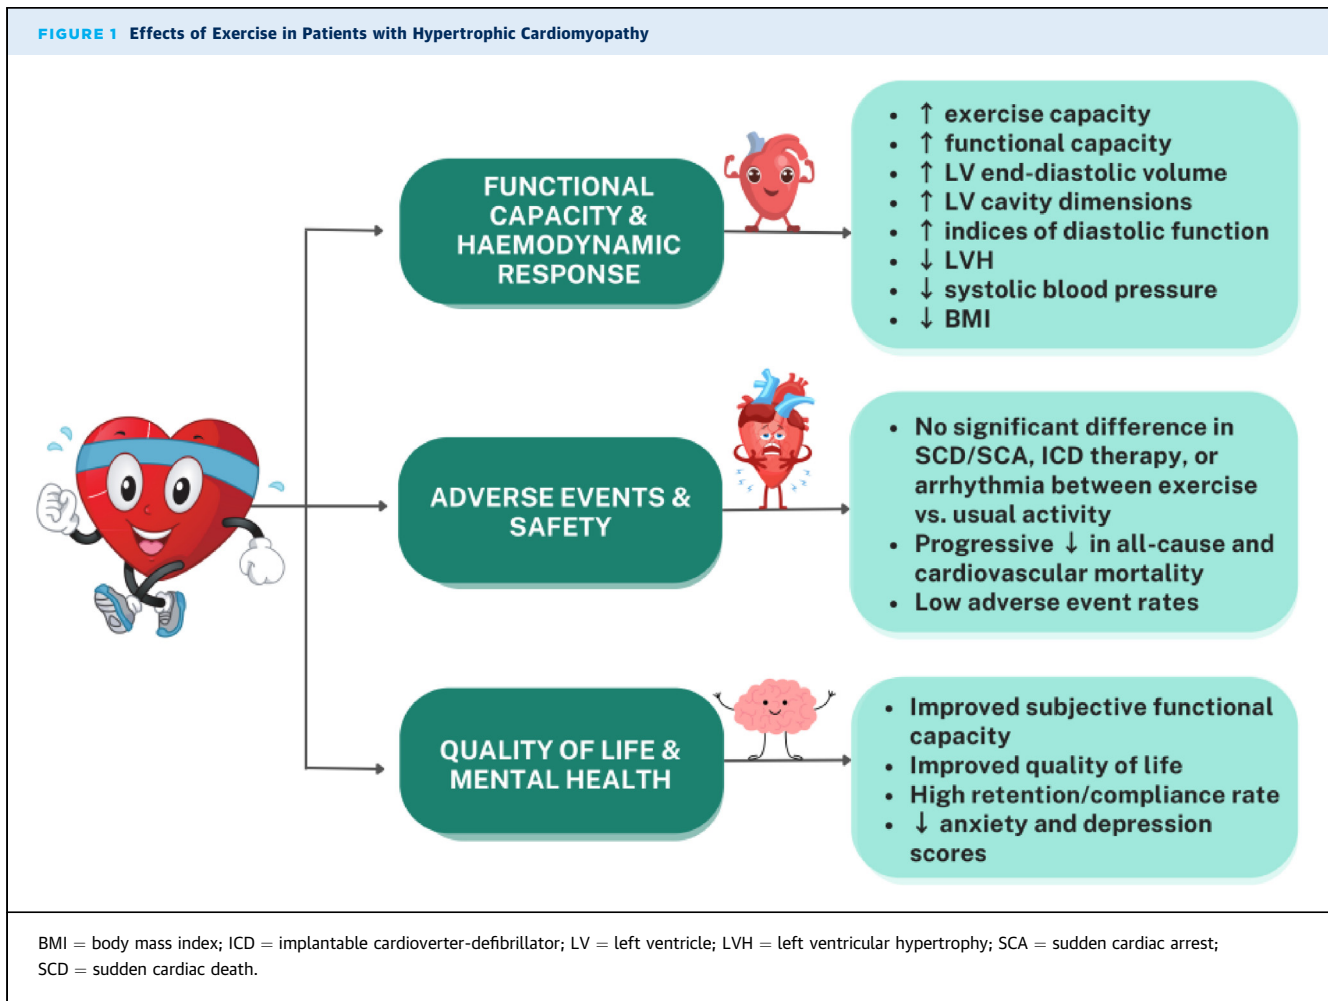 FIGURE 1 Effects of Exercise in Patients with Hypertrophic Cardiomyopathy
FUNCTIONAL
CAPACITY &
HAEMODYNAMIC
RESPONSE
• ↑ exercise capacity
• ↑ functional capacity
• ↑ LV end-diastolic volume
• ↑ LV cavity dimensions
• ↑ indices of diastolic function
• ↓ LVH
• ↓ systolic blood pressure
• ↓ BMI
ADVERSE EVENTS &
SAFETY
• No significant difference in
SCD/SCA, ICD therapy, or
arrhythmia between exercise
vs. usual activity
• Progressive ↓ in all-cause and
cardiovascular mortality
• Low adverse event rates
QUALITY OF LIFE &
MENTAL HEALTH
• Improved subjective functional
capacity
• Improved quality of life
• High retention/compliance rate
• ↓ anxiety and depression
scores
BMI = body mass index; ICD = implantable cardioverter-defibrillator; LV = left ventricle; LVH = left ventricular hypertrophy; SCA = sudden cardiac arrest;
SCD = sudden cardiac death.